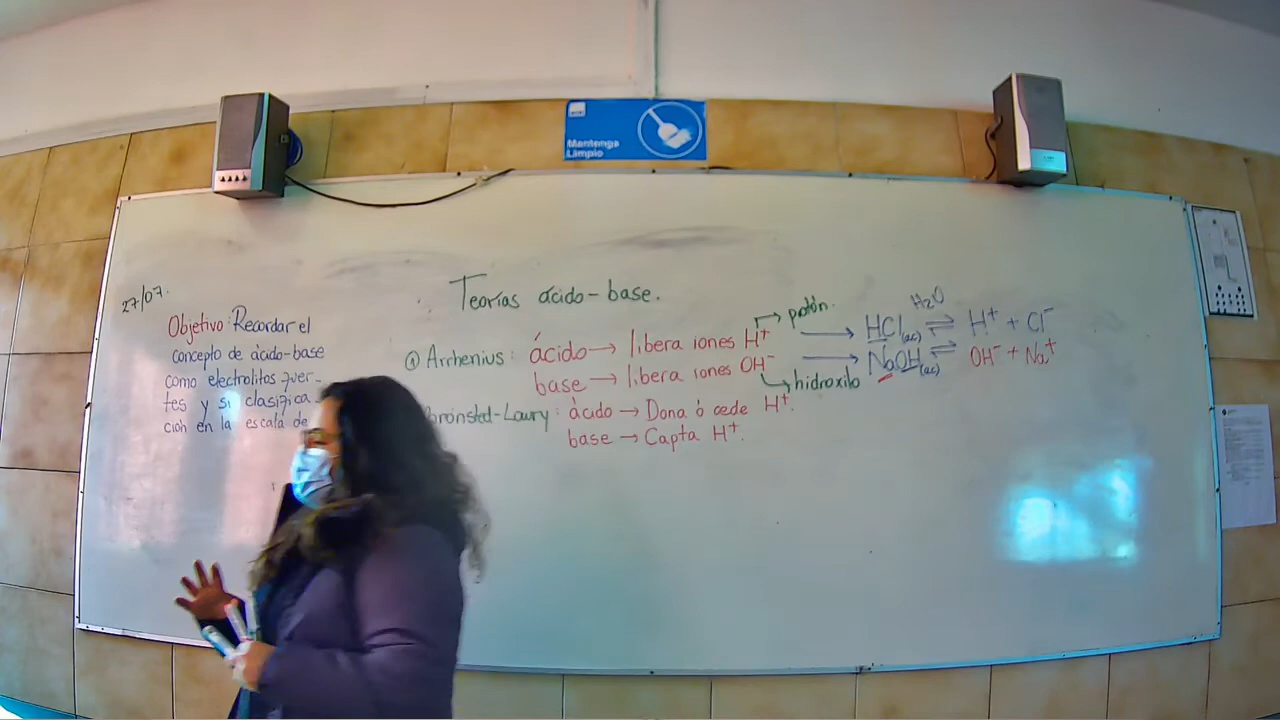 Mantenga
Limpio
27/07.
Teorías ácido-base.
Objetivo: Recordar el
concepto de ácido-base
como electrolitos fuer-
tes y si clasifica
ción en la escala de
① Arrhenius: ácido → libera iones H⁺ → protón. → HCl(ac) ⇌ H₂O H⁺ + Cl⁻
base → libera iones OH⁻ → hidroxilo → NaOH(ac) ⇌ OH⁻ + Na⁺
bronsted-Lowry: ácido → Dona ó cede H⁺.
base → Capta H⁺.